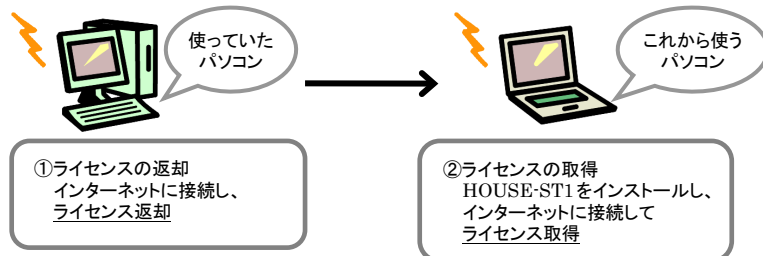 使っていた
パソコン
これから使う
パソコン
①ライセンスの返却
インターネットに接続し、
ライセンス返却
②ライセンスの取得
HOUSE-ST1をインストールし、
インターネットに接続して
ライセンス取得